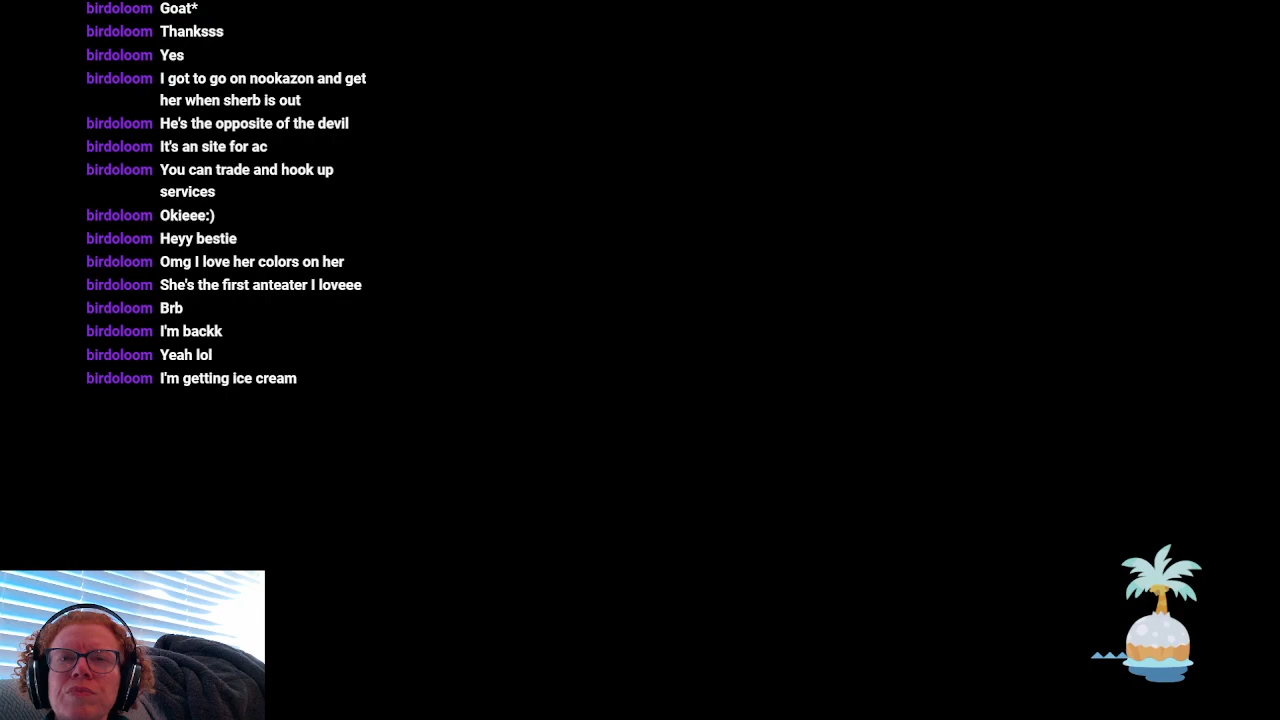 birdoloom Goat*
birdoloom Thanksss
birdoloom Yes
birdoloom I got to go on nookazon and get
her when sherb is out
birdoloom He's the opposite of the devil
birdoloom It's an site for ac
birdoloom You can trade and hook up
services
birdoloom Okieee:)
birdoloom Heyy bestie
birdoloom Omg I love her colors on her
birdoloom She's the first anteater I loveee
birdoloom Brb
birdoloom I'm backk
birdoloom Yeah lol
birdoloom I'm getting ice cream